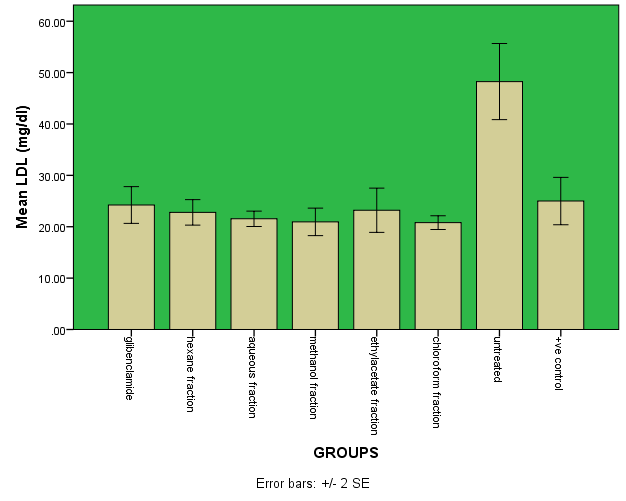 60.00
50.00
40.00
30.00
20.00
10.00
.00
Mean LDL (mg/dl)
glibenclamide
hexane fraction
aqueous fraction
methanol fraction
ethylacetate fraction
chloroform fraction
untreated
+ve control
GROUPS
Error bars: +/- 2 SE